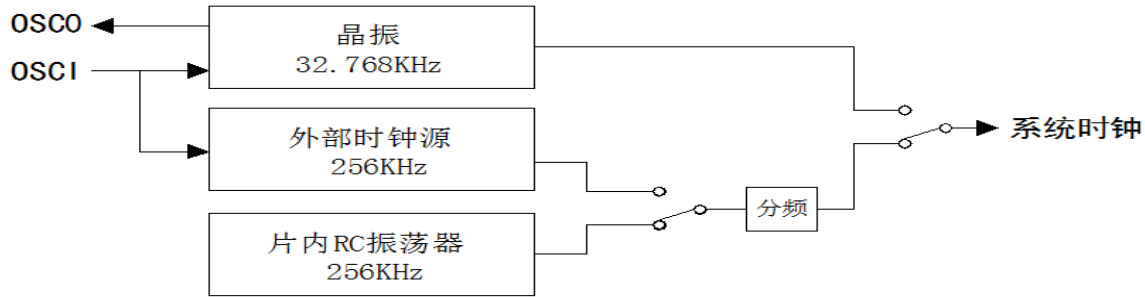 OSCO
OSCI
晶振
32.768KHz
外部时钟源
256KHz
片内RC振荡器
256KHz
分频
系统时钟